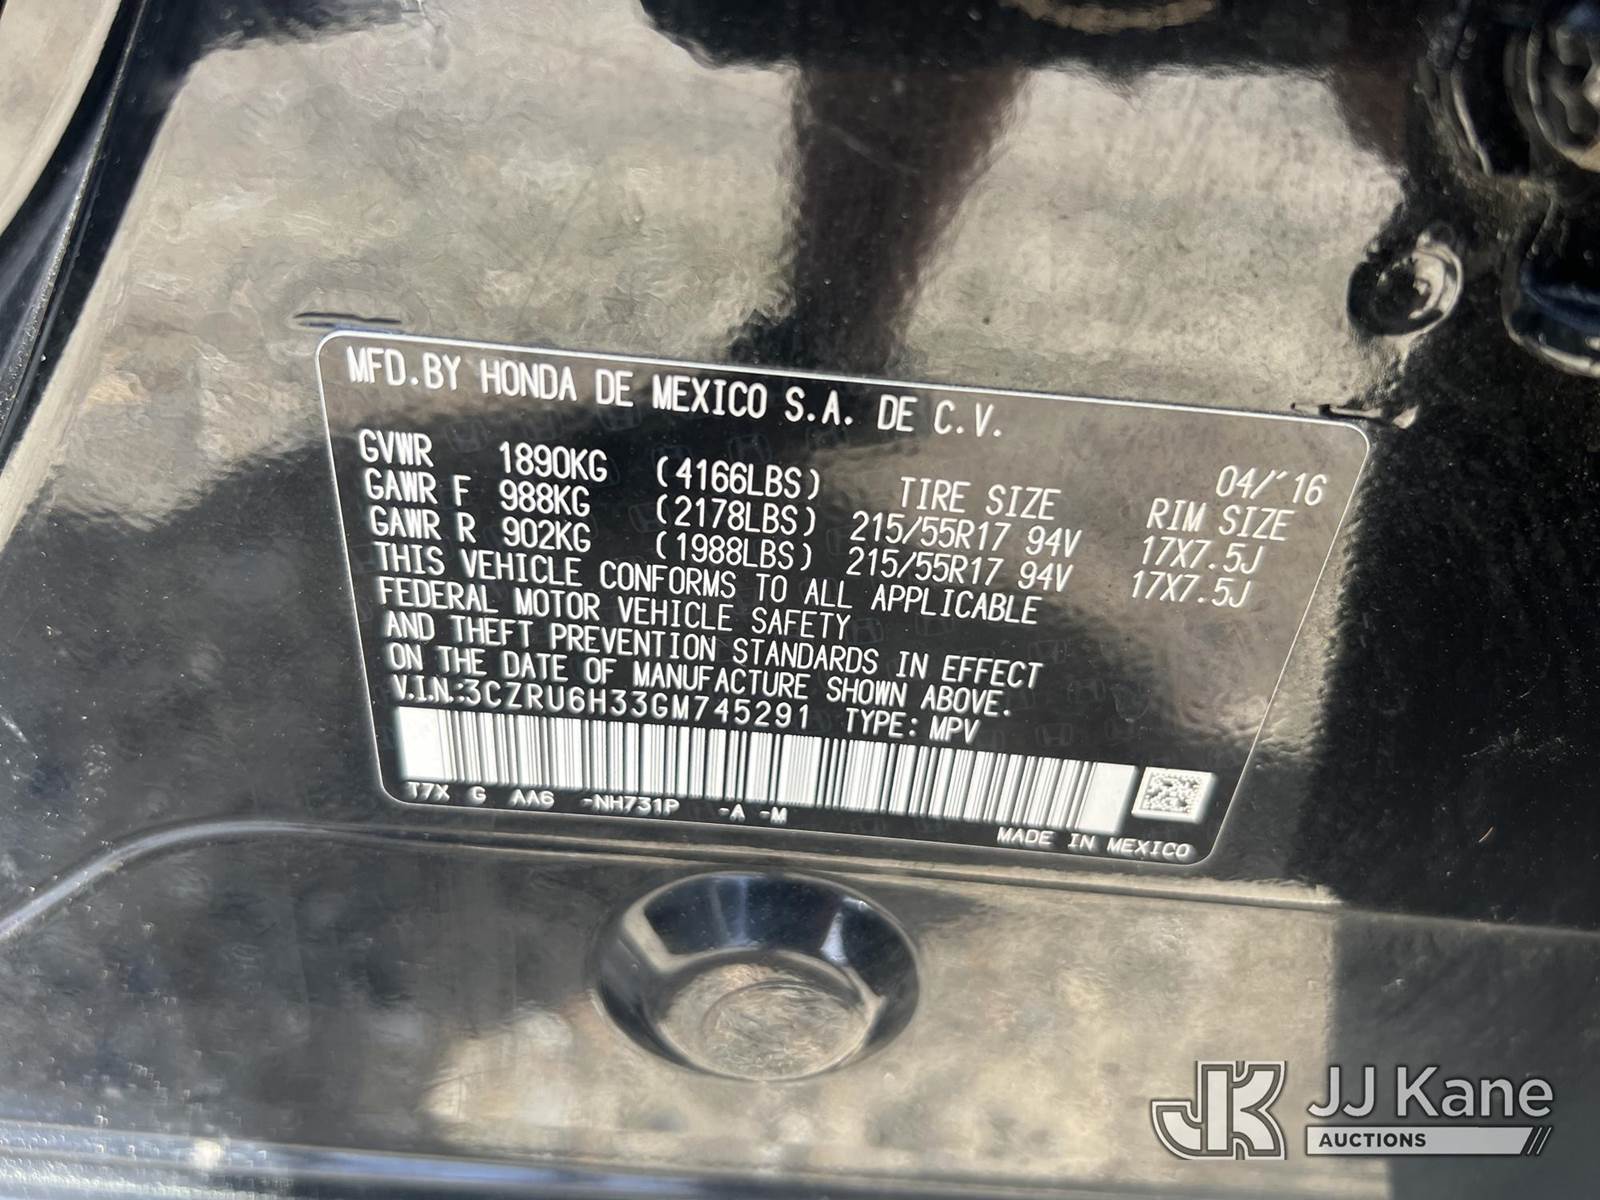 MFD.BY HONDA DE MEXICO S.A. DE C.V.
04/'16
GVWR 1890KG (4166LBS) TIRE SIZE RIM SIZE
GAWR F 988KG (2178LBS) 215/55R17 94V 17X7.5J
GAWR R 902KG (1988LBS) 215/55R17 94V 17X7.5J
THIS VEHICLE CONFORMS TO ALL APPLICABLE
FEDERAL MOTOR VEHICLE SAFETY
AND THEFT PREVENTION STANDARDS IN EFFECT
ON THE DATE OF MANUFACTURE SHOWN ABOVE.
V.I.N.:3CZRU6H33GM745291 TYPE: MPV
T7X G AA6 -NH731P -A -M
MADE IN MEXICO
JK JJ Kane
AUCTIONS